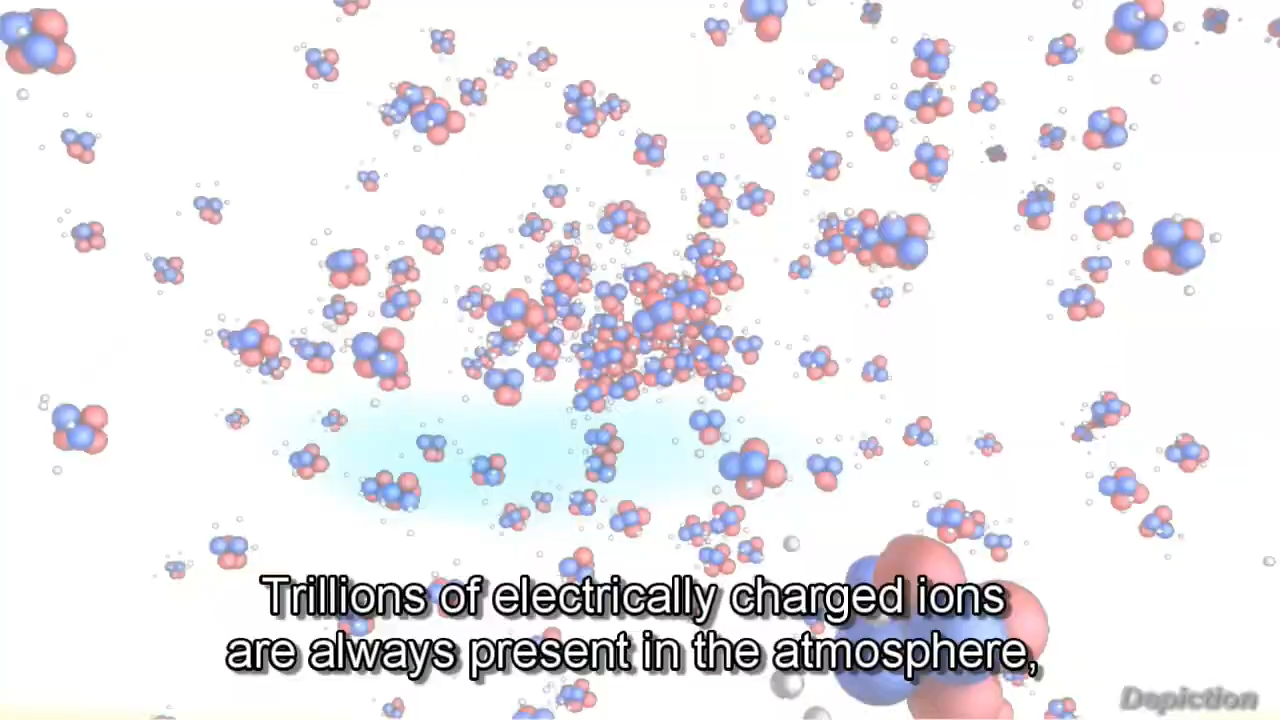 Trillions of electrically charged ions
are always present in the atmosphere,
Depiction